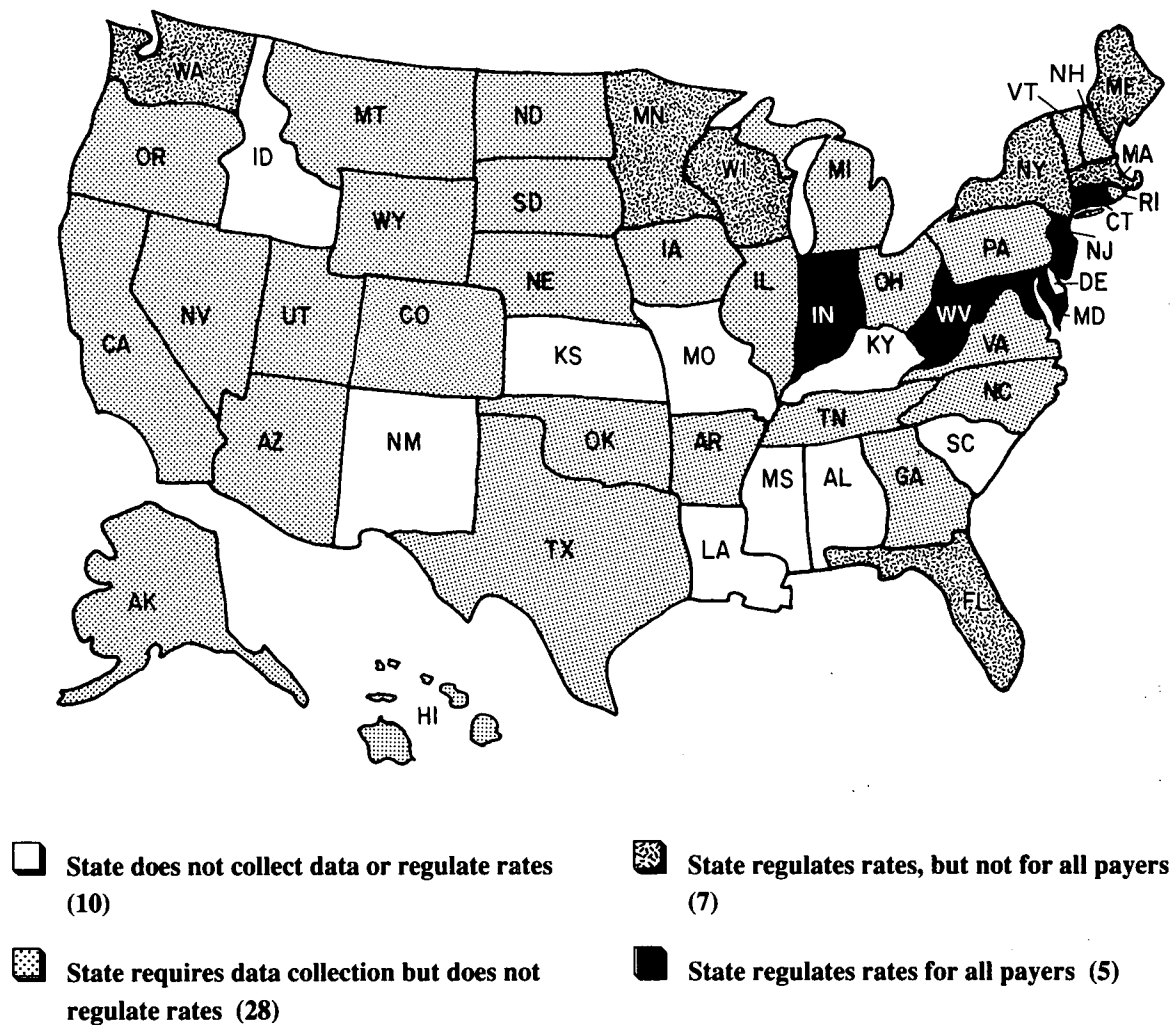 WA
MT
ND
MN
VT
NH
ME
OR
ID
SD
WI
MI
NY
MA
RI
CT
WY
IA
PA
NJ
NE
IL
OH
DE
NV
UT
CO
IN
WV
MD
CA
KS
MO
KY
VA
AZ
NM
OK
AR
TN
NC
SC
MS
AL
GA
TX
LA
AK
FL
HI
State does not collect data or regulate rates
(10)
State requires data collection but does not
regulate rates (28)
State regulates rates, but not for all payers
(7)
State regulates rates for all payers (5)